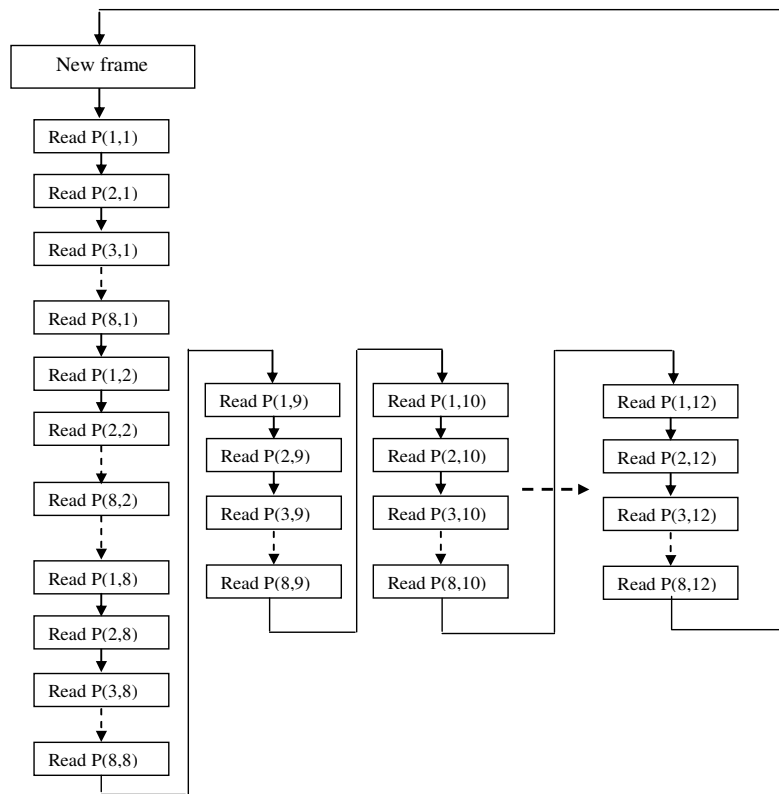 New frame
Read P(1,1)
Read P(2,1)
Read P(3,1)
Read P(8,1)
Read P(1,2)
Read P(2,2)
Read P(8,2)
Read P(1,8)
Read P(2,8)
Read P(3,8)
Read P(8,8)
Read P(1,9)
Read P(2,9)
Read P(3,9)
Read P(8,9)
Read P(1,10)
Read P(2,10)
Read P(3,10)
Read P(8,10)
Read P(1,12)
Read P(2,12)
Read P(3,12)
Read P(8,12)